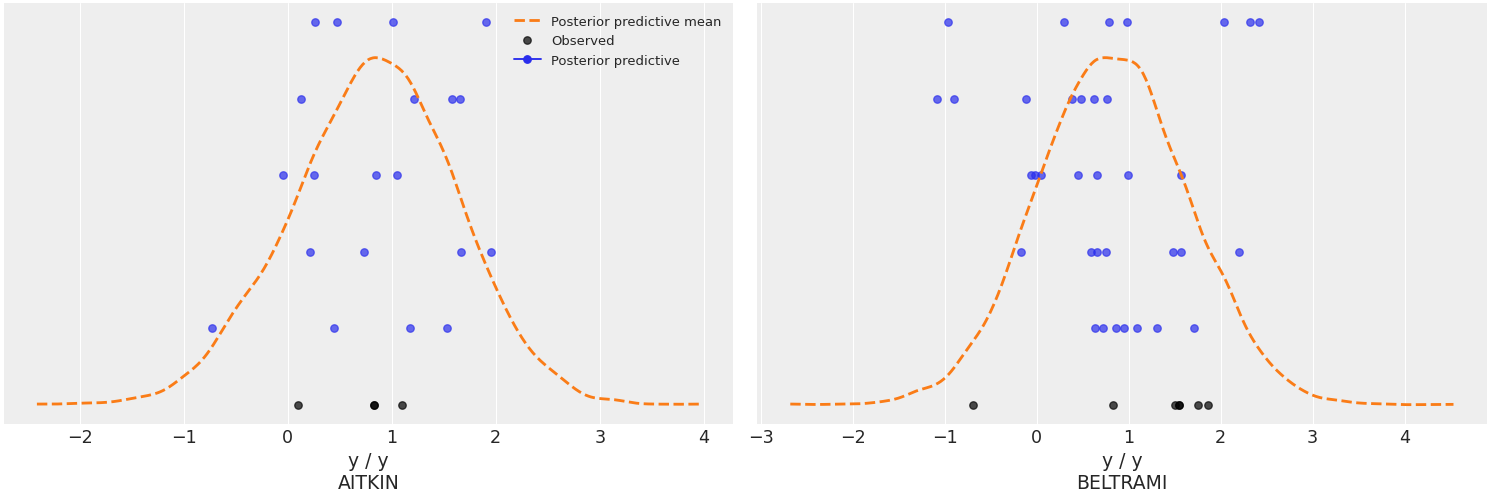 Posterior predictive mean
Observed
Posterior predictive
−2 −1 0 1 2 3 4
y / y
AITKIN
−3 −2 −1 0 1 2 3 4
y / y
BELTRAMI